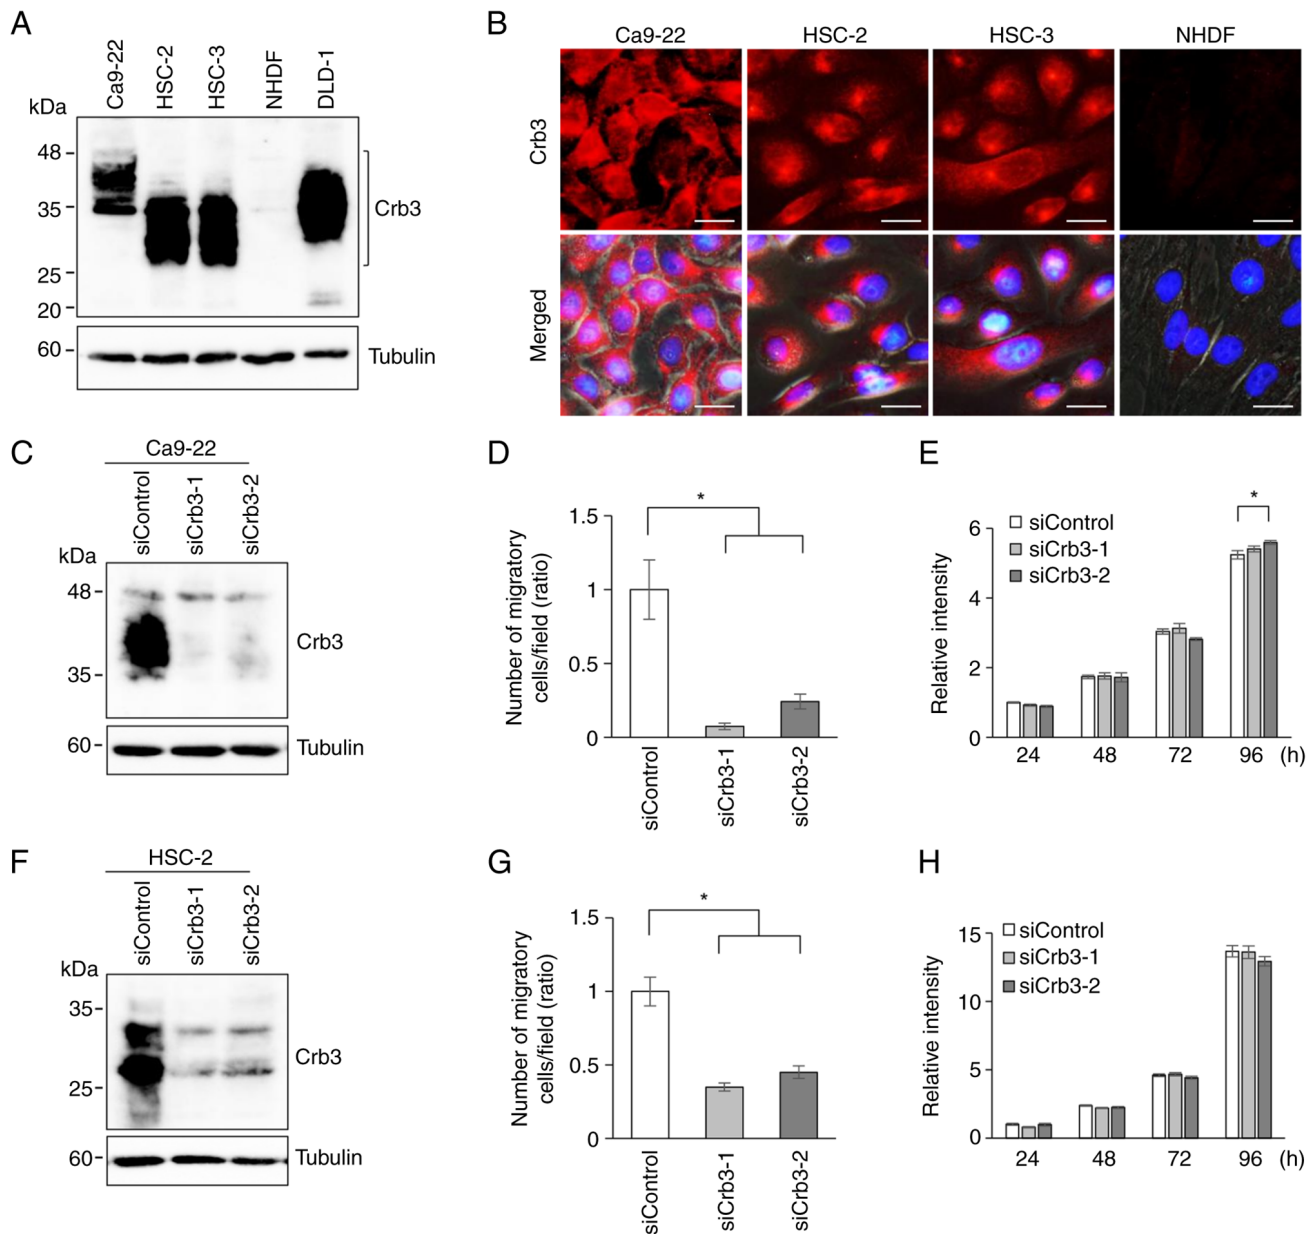 A
Ca9-22
HSC-2
HSC-3
NHDF
DLD-1
kDa
48
35
25
20
Crb3
60
Tubulin
B
Ca9-22
HSC-2
HSC-3
NHDF
Crb3
Merged
C
Ca9-22
siControl
siCrb3-1
siCrb3-2
kDa
48
35
Crb3
60
Tubulin
D
Number of migratory
cells/field (ratio)
1.5
1
0.5
0
*
siControl
siCrb3-1
siCrb3-2
E
Relative intensity
6
4
2
0
siControl
siCrb3-1
siCrb3-2
*
24 48 72 96 (h)
F
HSC-2
siControl
siCrb3-1
siCrb3-2
kDa
35
25
Crb3
60
Tubulin
G
Number of migratory
cells/field (ratio)
1.5
1
0.5
0
*
siControl
siCrb3-1
siCrb3-2
H
Relative intensity
15
10
5
0
siControl
siCrb3-1
siCrb3-2
24 48 72 96 (h)